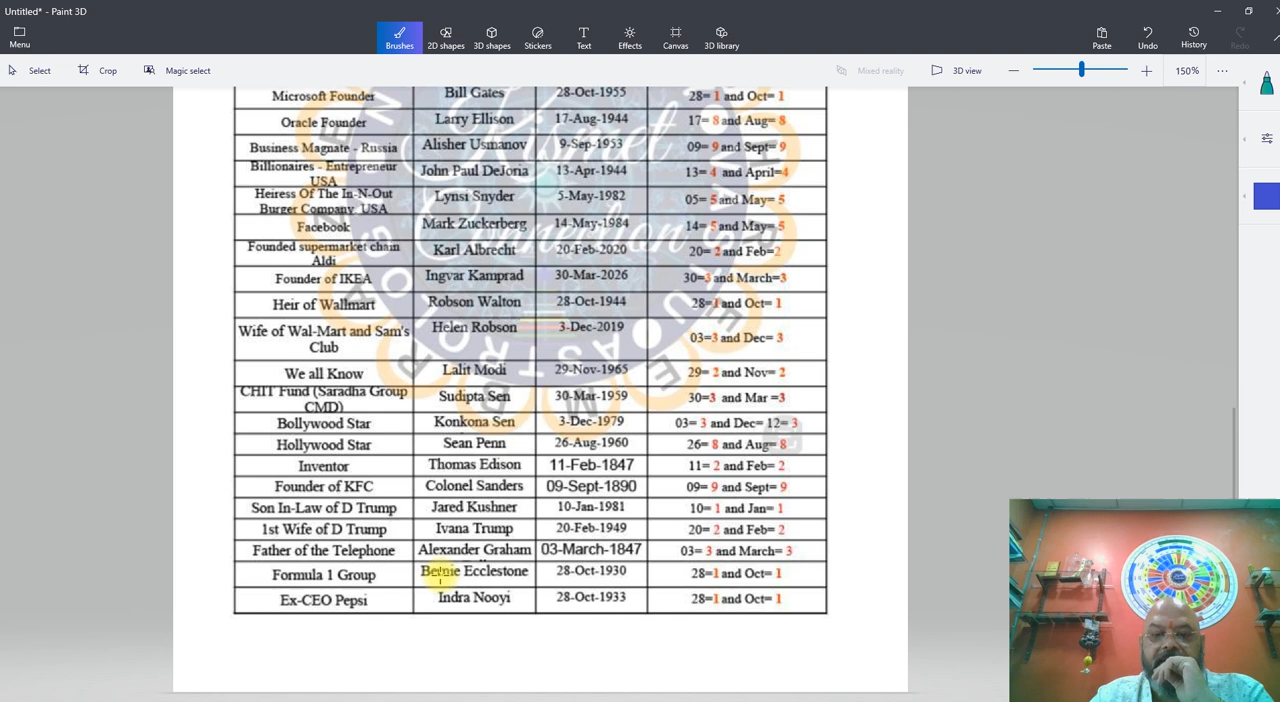 Untitled* - Paint 3D
Menu
Brushes
2D shapes
3D shapes
Stickers
Text
Effects
Canvas
3D library
Paste
Undo
History
Redo
Select
Crop
Magic select
Mixed reality
3D view
150%
Microsoft Founder Bill Gates 28-Oct-1955 28= 1 and Oct= 1
Oracle Founder Larry Ellison 17-Aug-1944 17= 8 and Aug= 8
Business Magnate - Russia Alisher Usmanov 9-Sep-1953 09= 9 and Sept= 9
Billionaires - Entrepreneur
USA John Paul DeJoria 13-Apr-1944 13= 4 and April=4
Heiress Of The In-N-Out
Burger Company USA Lynsi Snyder 5-May-1982 05= 5 and May= 5
Facebook Mark Zuckerberg 14-May-1984 14= 5 and May= 5
Founded supermarket chain
Aldi Karl Albrecht 20-Feb-2020 20= 2 and Feb=2
Founder of IKEA Ingvar Kamprad 30-Mar-2026 30=3 and March=3
Heir of Wallmart Robson Walton 28-Oct-1944 28=1 and Oct= 1
Wife of Wal-Mart and Sam's
Club Helen Robson 3-Dec-2019 03=3 and Dec= 3
We all Know Lalit Modi 29-Nov-1965 29= 2 and Nov= 2
CHIT Fund (Saradha Group
CMD) Sudipta Sen 30-Mar-1959 30=3 and Mar =3
Bollywood Star Konkona Sen 3-Dec-1979 03= 3 and Dec= 12= 3
Hollywood Star Sean Penn 26-Aug-1960 26= 8 and Aug= 8
Inventor Thomas Edison 11-Feb-1847 11= 2 and Feb= 2
Founder of KFC Colonel Sanders 09-Sept-1890 09= 9 and Sept= 9
Son In-Law of D Trump Jared Kushner 10-Jan-1981 10= 1 and Jan= 1
1st Wife of D Trump Ivana Trump 20-Feb-1949 20= 2 and Feb= 2
Father of the Telephone Alexander Graham 03-March-1847 03= 3 and March= 3
Formula 1 Group Bernie Ecclestone 28-Oct-1930 28=1 and Oct= 1
Ex-CEO Pepsi Indra Nooyi 28-Oct-1933 28=1 and Oct= 1
Kismet
Connection